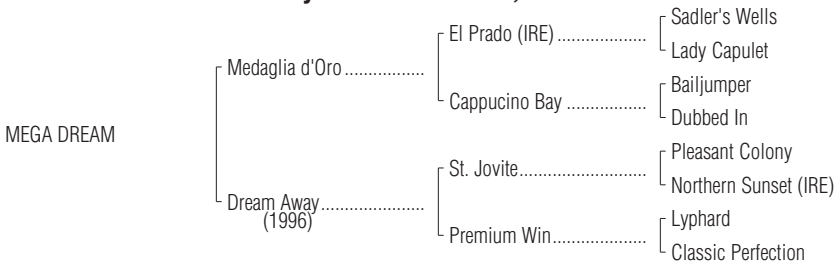 Sadler's Wells
El Prado (IRE)
Lady Capulet
Medaglia d'Oro
Bailjumper
Cappucino Bay
Dubbed In
MEGA DREAM
Pleasant Colony
St. Jovite
Northern Sunset (IRE)
Dream Away
(1996)
Lyphard
Premium Win
Classic Perfection